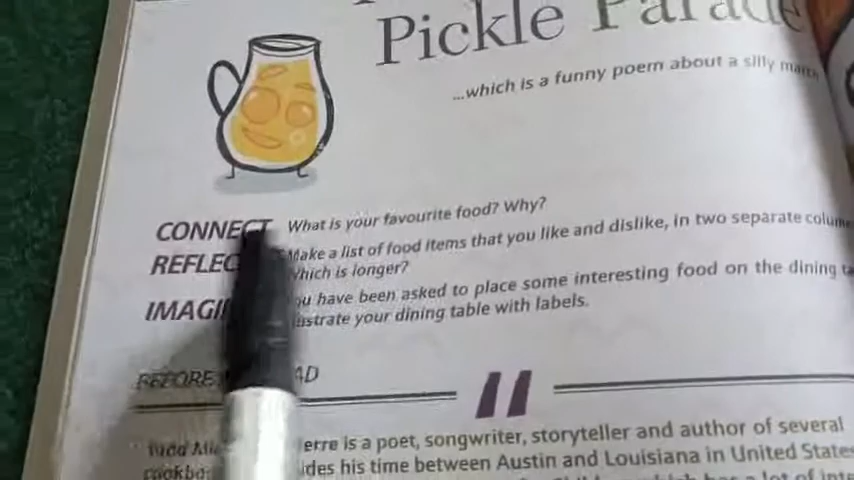 Pickle Parade
...which is a funny poem about a silly
CONNECT What is your favourite food? Why?
REFLEC Make a list of food items that you like and dislike, in two separate
Which is longer?
IMAGI ou have been asked to place some interesting food on the dining
ustrate your dining table with labels.
BEFORE AD
erre is a poet, songwriter, storyteller and author of several
ides his time between Austin and Louisiana in United States